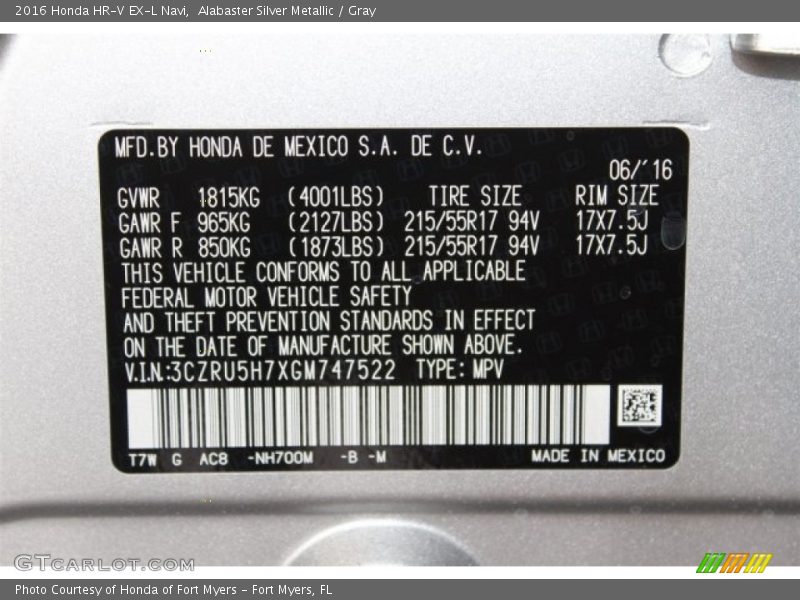 2016 Honda HR-V EX-L Navi,  Alabaster Silver Metallic / Gray
MFD.BY HONDA DE MEXICO S.A. DE C.V.
06/'16
GVWR 1815KG (4001LBS) TIRE SIZE RIM SIZE
GAWR F 965KG (2127LBS) 215/55R17 94V 17X7.5J
GAWR R 850KG (1873LBS) 215/55R17 94V 17X7.5J
THIS VEHICLE CONFORMS TO ALL APPLICABLE
FEDERAL MOTOR VEHICLE SAFETY
AND THEFT PREVENTION STANDARDS IN EFFECT
ON THE DATE OF MANUFACTURE SHOWN ABOVE.
V.I.N.:3CZRU5H7XGM747522 TYPE: MPV
T7W G AC8 -NH700M -B -M MADE IN MEXICO
GTCARLOT.COM
Photo Courtesy of Honda of Fort Myers - Fort Myers, FL